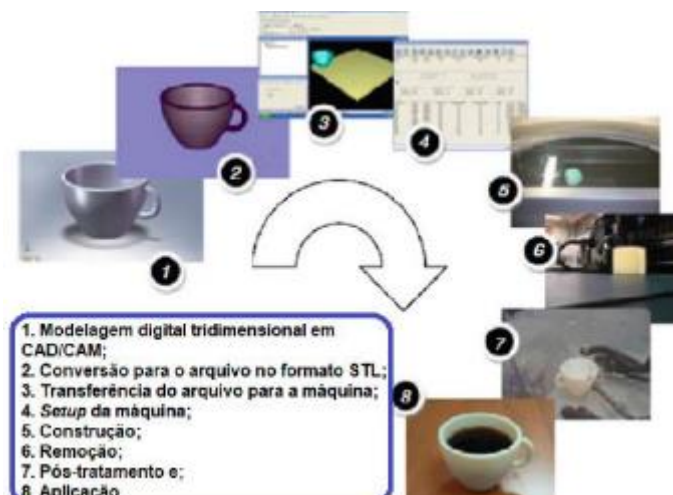 1
2
3
4
5
6
7
8
1. Modelagem digital tridimensional em
CAD/CAM;
2. Conversão para o arquivo no formato STL;
3. Transferência do arquivo para a máquina;
4. Setup da máquina;
5. Construção;
6. Remoção;
7. Pós-tratamento e;
8. Aplicação